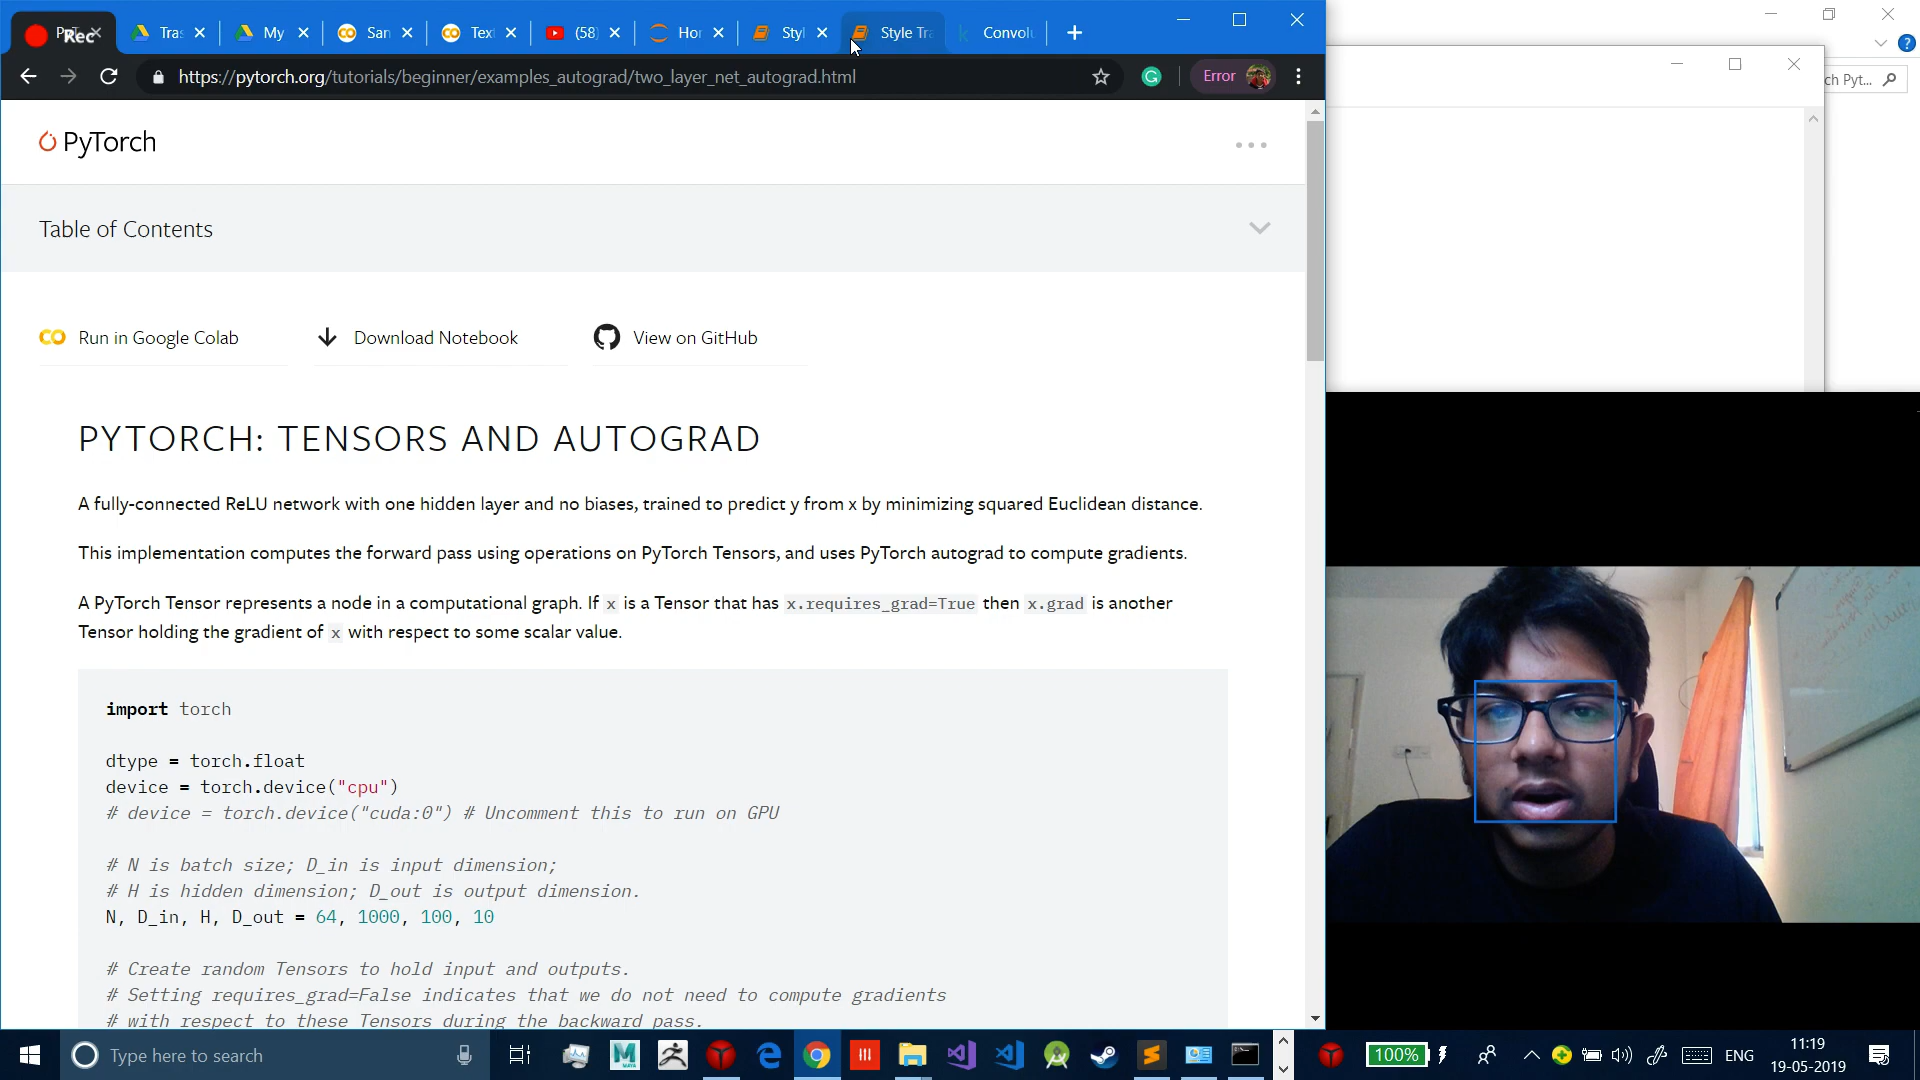 Rec
Tras
My
San
Text
(58)
Hor
Styl
Style Tra
Convolu
https://pytorch.org/tutorials/beginner/examples_autograd/two_layer_net_autograd.html
Error
ch Pyt...
PyTorch
Table of Contents
Run in Google Colab
Download Notebook
View on GitHub
PYTORCH: TENSORS AND AUTOGRAD
A fully-connected ReLU network with one hidden layer and no biases, trained to predict y from x by minimizing squared Euclidean distance.
This implementation computes the forward pass using operations on PyTorch Tensors, and uses PyTorch autograd to compute gradients.
A PyTorch Tensor represents a node in a computational graph. If x is a Tensor that has x.requires_grad=True then x.grad is another
Tensor holding the gradient of x with respect to some scalar value.
import torch
dtype = torch.float
device = torch.device("cpu")
# device = torch.device("cuda:0") # Uncomment this to run on GPU
# N is batch size; D_in is input dimension;
# H is hidden dimension; D_out is output dimension.
N, D_in, H, D_out = 64, 1000, 100, 10
# Create random Tensors to hold input and outputs.
# Setting requires_grad=False indicates that we do not need to compute gradients
# with respect to these Tensors during the backward pass.
Type here to search
100%
ENG
11:19
19-05-2019